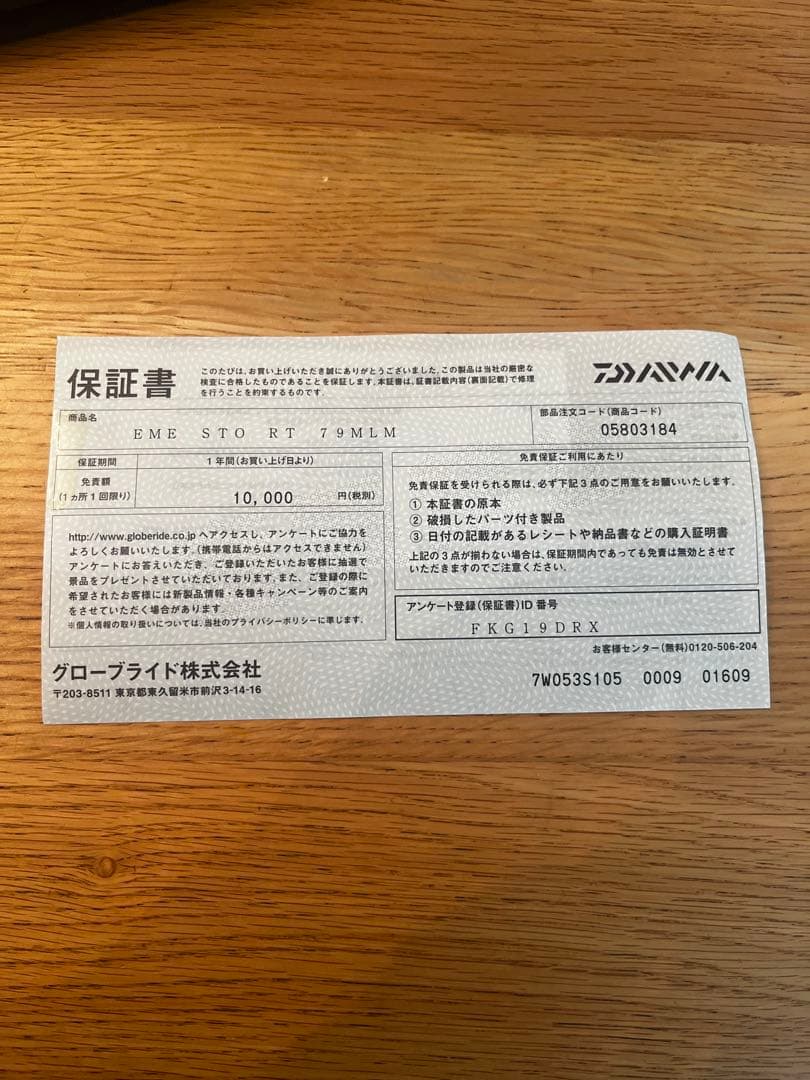 保証書
このたびは、お買い上げいただき誠にありがとうございました。この製品は当社の厳密な
検査に合格したものであることを保証します。本証書は、証書記載内容(裏面記載)で修理
を行うことを約束するものです。
DAIWA
商品名
EME STO RT 79MLM
部品注文コード(商品コード)
05803184
保証期間
1年間(お買い上げ日より)
免責額
(1ヵ所1回限り)
10,000 円(税別)
免責保証ご利用にあたり
免責保証を受けられる際は、必ず下記3点のご用意をお願いいたします。
① 本証書の原本
② 破損したパーツ付き製品
③ 日付の記載があるレシートや納品書などの購入証明書
上記の3点が揃わない場合は、保証期間内であっても免責は無効とさせて
いただきますのでご注意ください。
http://www.globeride.co.jp へアクセスし、アンケートにご協力を
よろしくお願いいたします。(携帯電話からはアクセスできません)
アンケートにお答えいただき、ご登録いただいたお客様に抽選で
景品をプレゼントさせていただいております。また、ご登録の際に
希望されたお客様には新製品情報・各種キャンペーン等のご案内
をさせていただく場合があります。
※個人情報の取り扱いについては、当社のプライバシーポリシーに準じます。
アンケート登録(保証書)ID番号
FKG19DRX
お客様センター(無料)0120-506-204
グローブライド株式会社
〒203-8511 東京都東久留米市前沢3-14-16
7W053S105 0009 01609